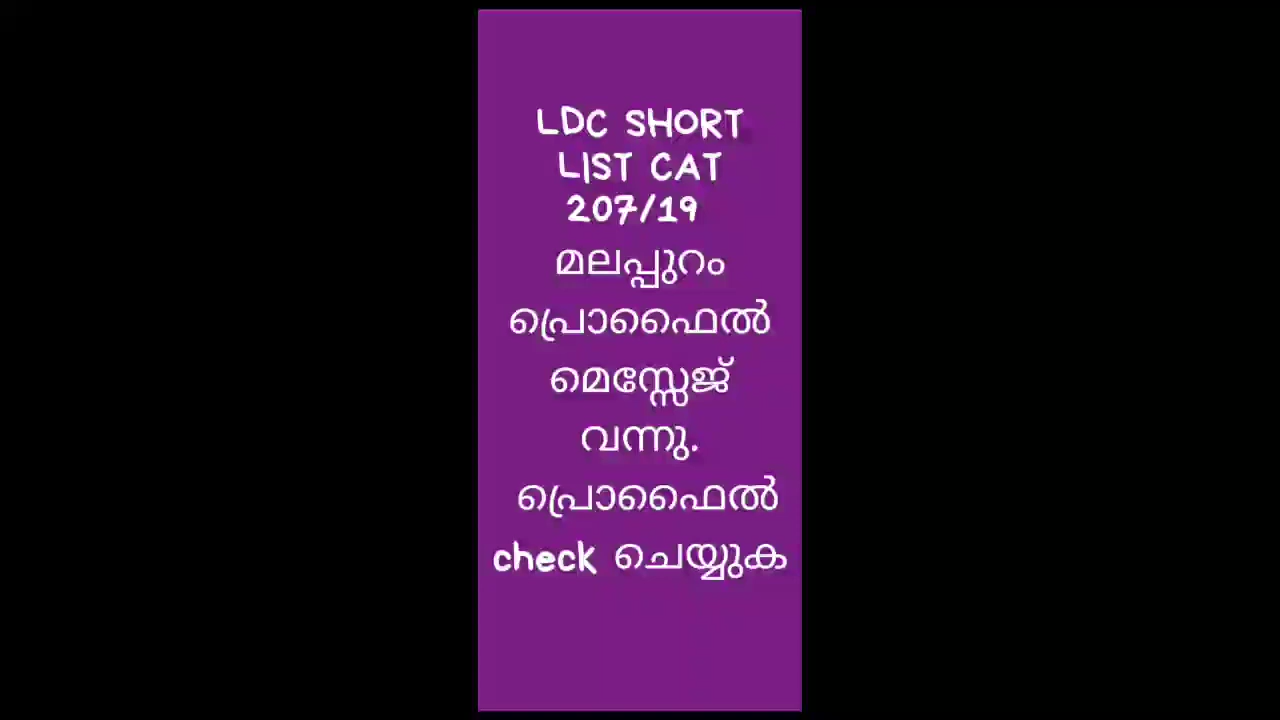 LDC SHORT
LIST CAT
207/19
മലപ്പുറം
പ്രൊഫൈൽ
മെസ്സേജ്
വന്നു.
പ്രൊഫൈൽ
check ചെയ്യുക